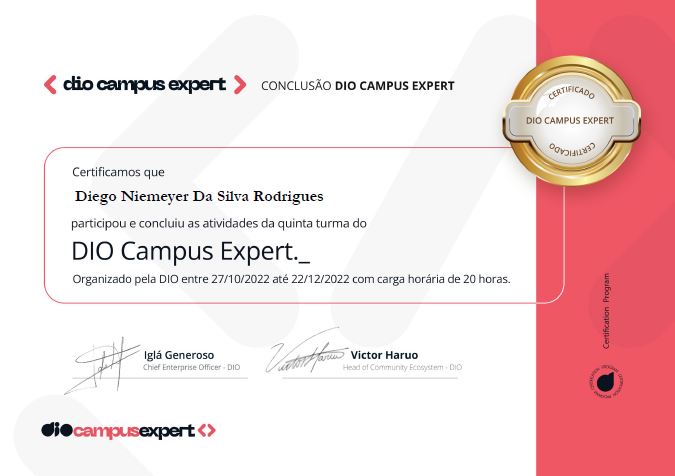 dio campus expert
CONCLUSÃO DIO CAMPUS EXPERT
CERTIFICADO
DIO CAMPUS EXPERT
CERTIFICADO
Certificamos que
Diego Niemeyer Da Silva Rodrigues
participou e concluiu as atividades da quinta turma do
DIO Campus Expert._
Organizado pela DIO entre 27/10/2022 até 22/12/2022 com carga horária de 20 horas.
Iglá Generoso
Chief Enterprise Officer - DIO
Victor Haruo
Head of Community Ecosystem - DIO
Certification Program
diocampusexpert